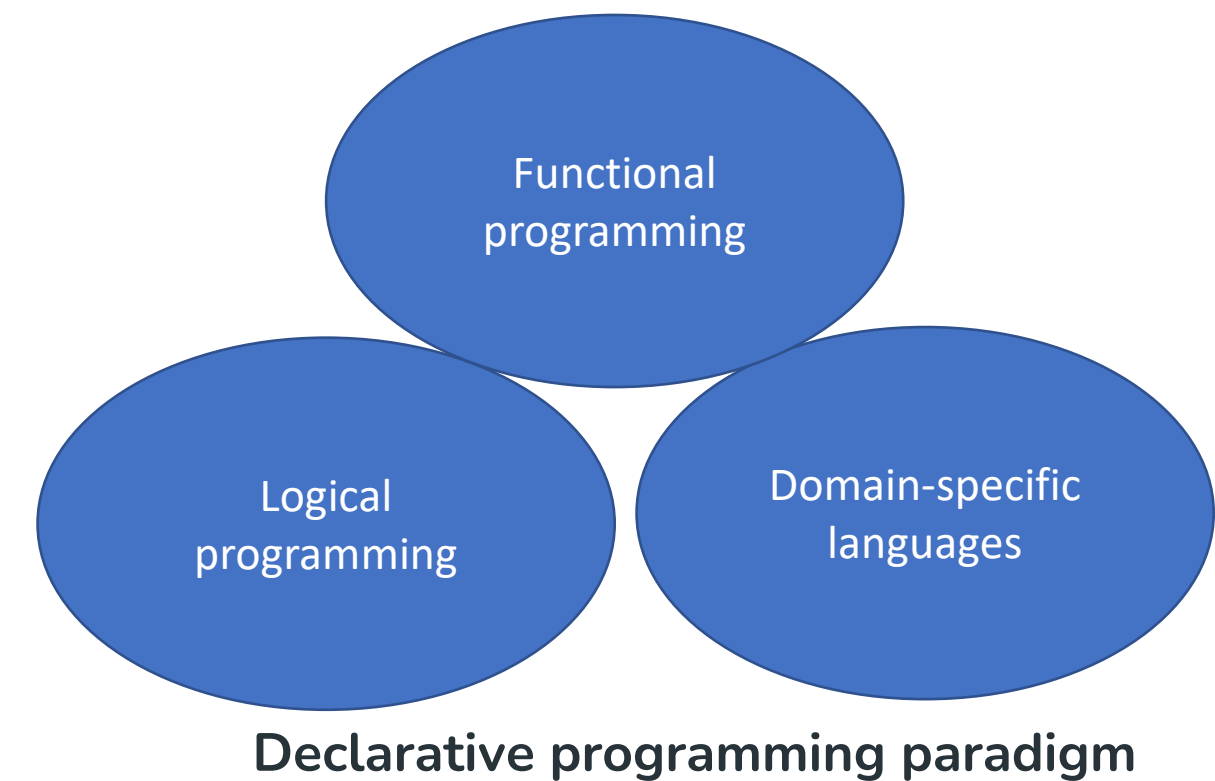 Functional
programming
Logical
programming
Domain-specific
languages
Declarative programming paradigm